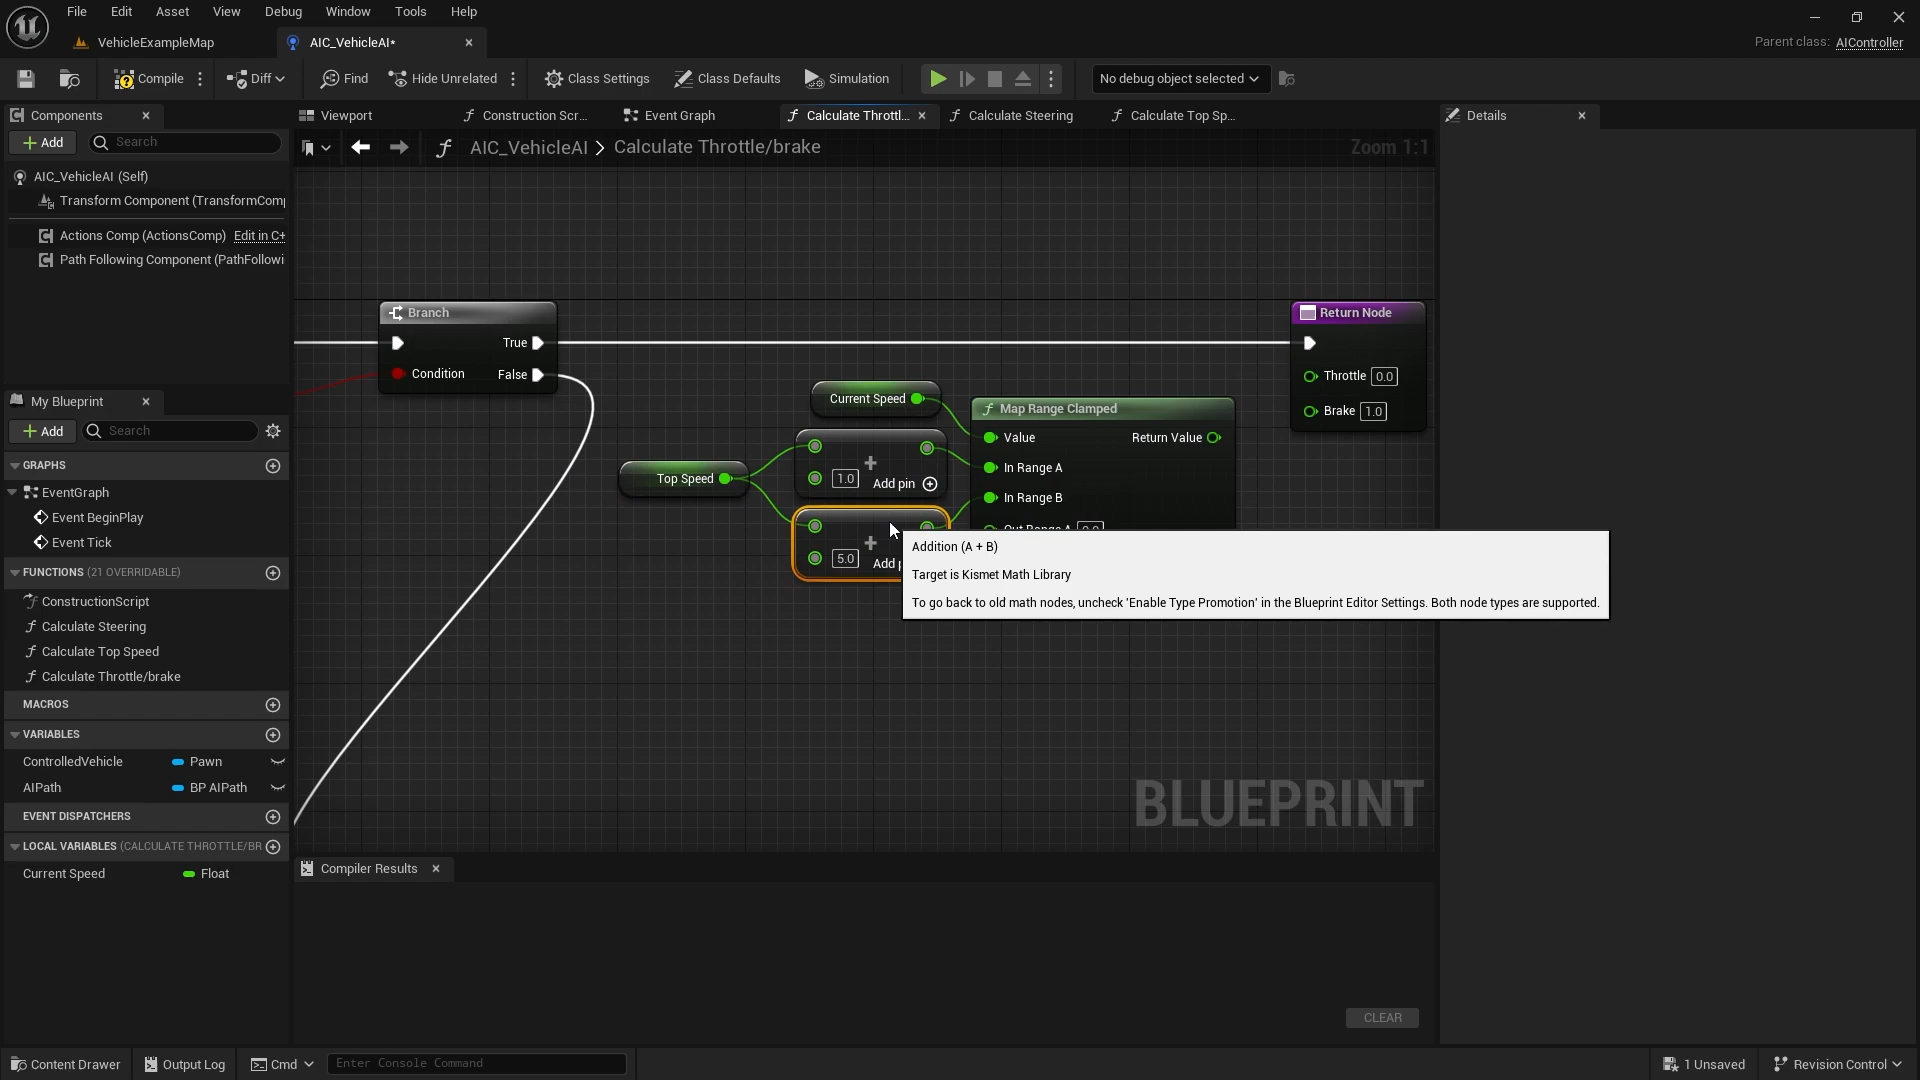 File Edit Asset View Debug Window Tools Help
VehicleExampleMap
AIC_VehicleAI*
Parent class: AIController
Compile
Diff
Find
Hide Unrelated
Class Settings
Class Defaults
Simulation
No debug object selected
Components
Add
Search
AIC_VehicleAI (Self)
Transform Component (TransformComp
Actions Comp (ActionsComp) Edit in C+
Path Following Component (PathFollowi
My Blueprint
Add
Search
GRAPHS
EventGraph
Event BeginPlay
Event Tick
FUNCTIONS (21 OVERRIDABLE)
ConstructionScript
Calculate Steering
Calculate Top Speed
Calculate Throttle/brake
MACROS
VARIABLES
ControlledVehicle Pawn
AIPath BP AIPath
EVENT DISPATCHERS
LOCAL VARIABLES (CALCULATE THROTTLE/BR
Current Speed Float
Viewport
Construction Scr...
Event Graph
Calculate Throttl...
Calculate Steering
Calculate Top Sp...
AIC_VehicleAI > Calculate Throttle/brake
Zoom 1:1
Branch
True
Condition
False
Current Speed
Top Speed
1.0
Add pin
5.0
Add p
Map Range Clamped
Value
Return Value
In Range A
In Range B
Return Node
Throttle 0.0
Brake 1.0
Addition (A + B)
Target is Kismet Math Library
To go back to old math nodes, uncheck 'Enable Type Promotion' in the Blueprint Editor Settings. Both node types are supported.
BLUEPRINT
Compiler Results
CLEAR
Details
Content Drawer
Output Log
Cmd
Enter Console Command
1 Unsaved
Revision Control